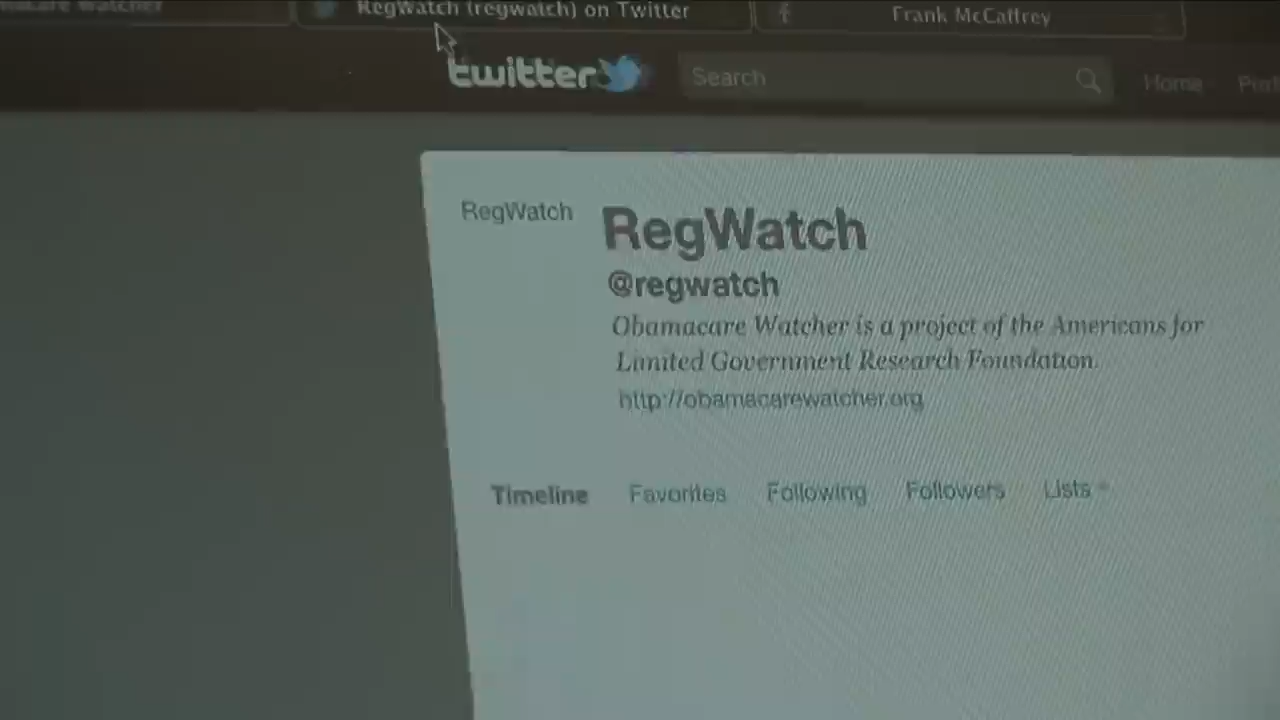 Watcher
RegWatch (regwatch) on Twitter
Frank McCaffrey
twitter
Search
Home
RegWatch
RegWatch
@regwatch
Obamacare Watcher is a project of the Americans for
Limited Government Research Foundation.
http://obamacarewatcher.org
Timeline Favorites Following Followers Lists